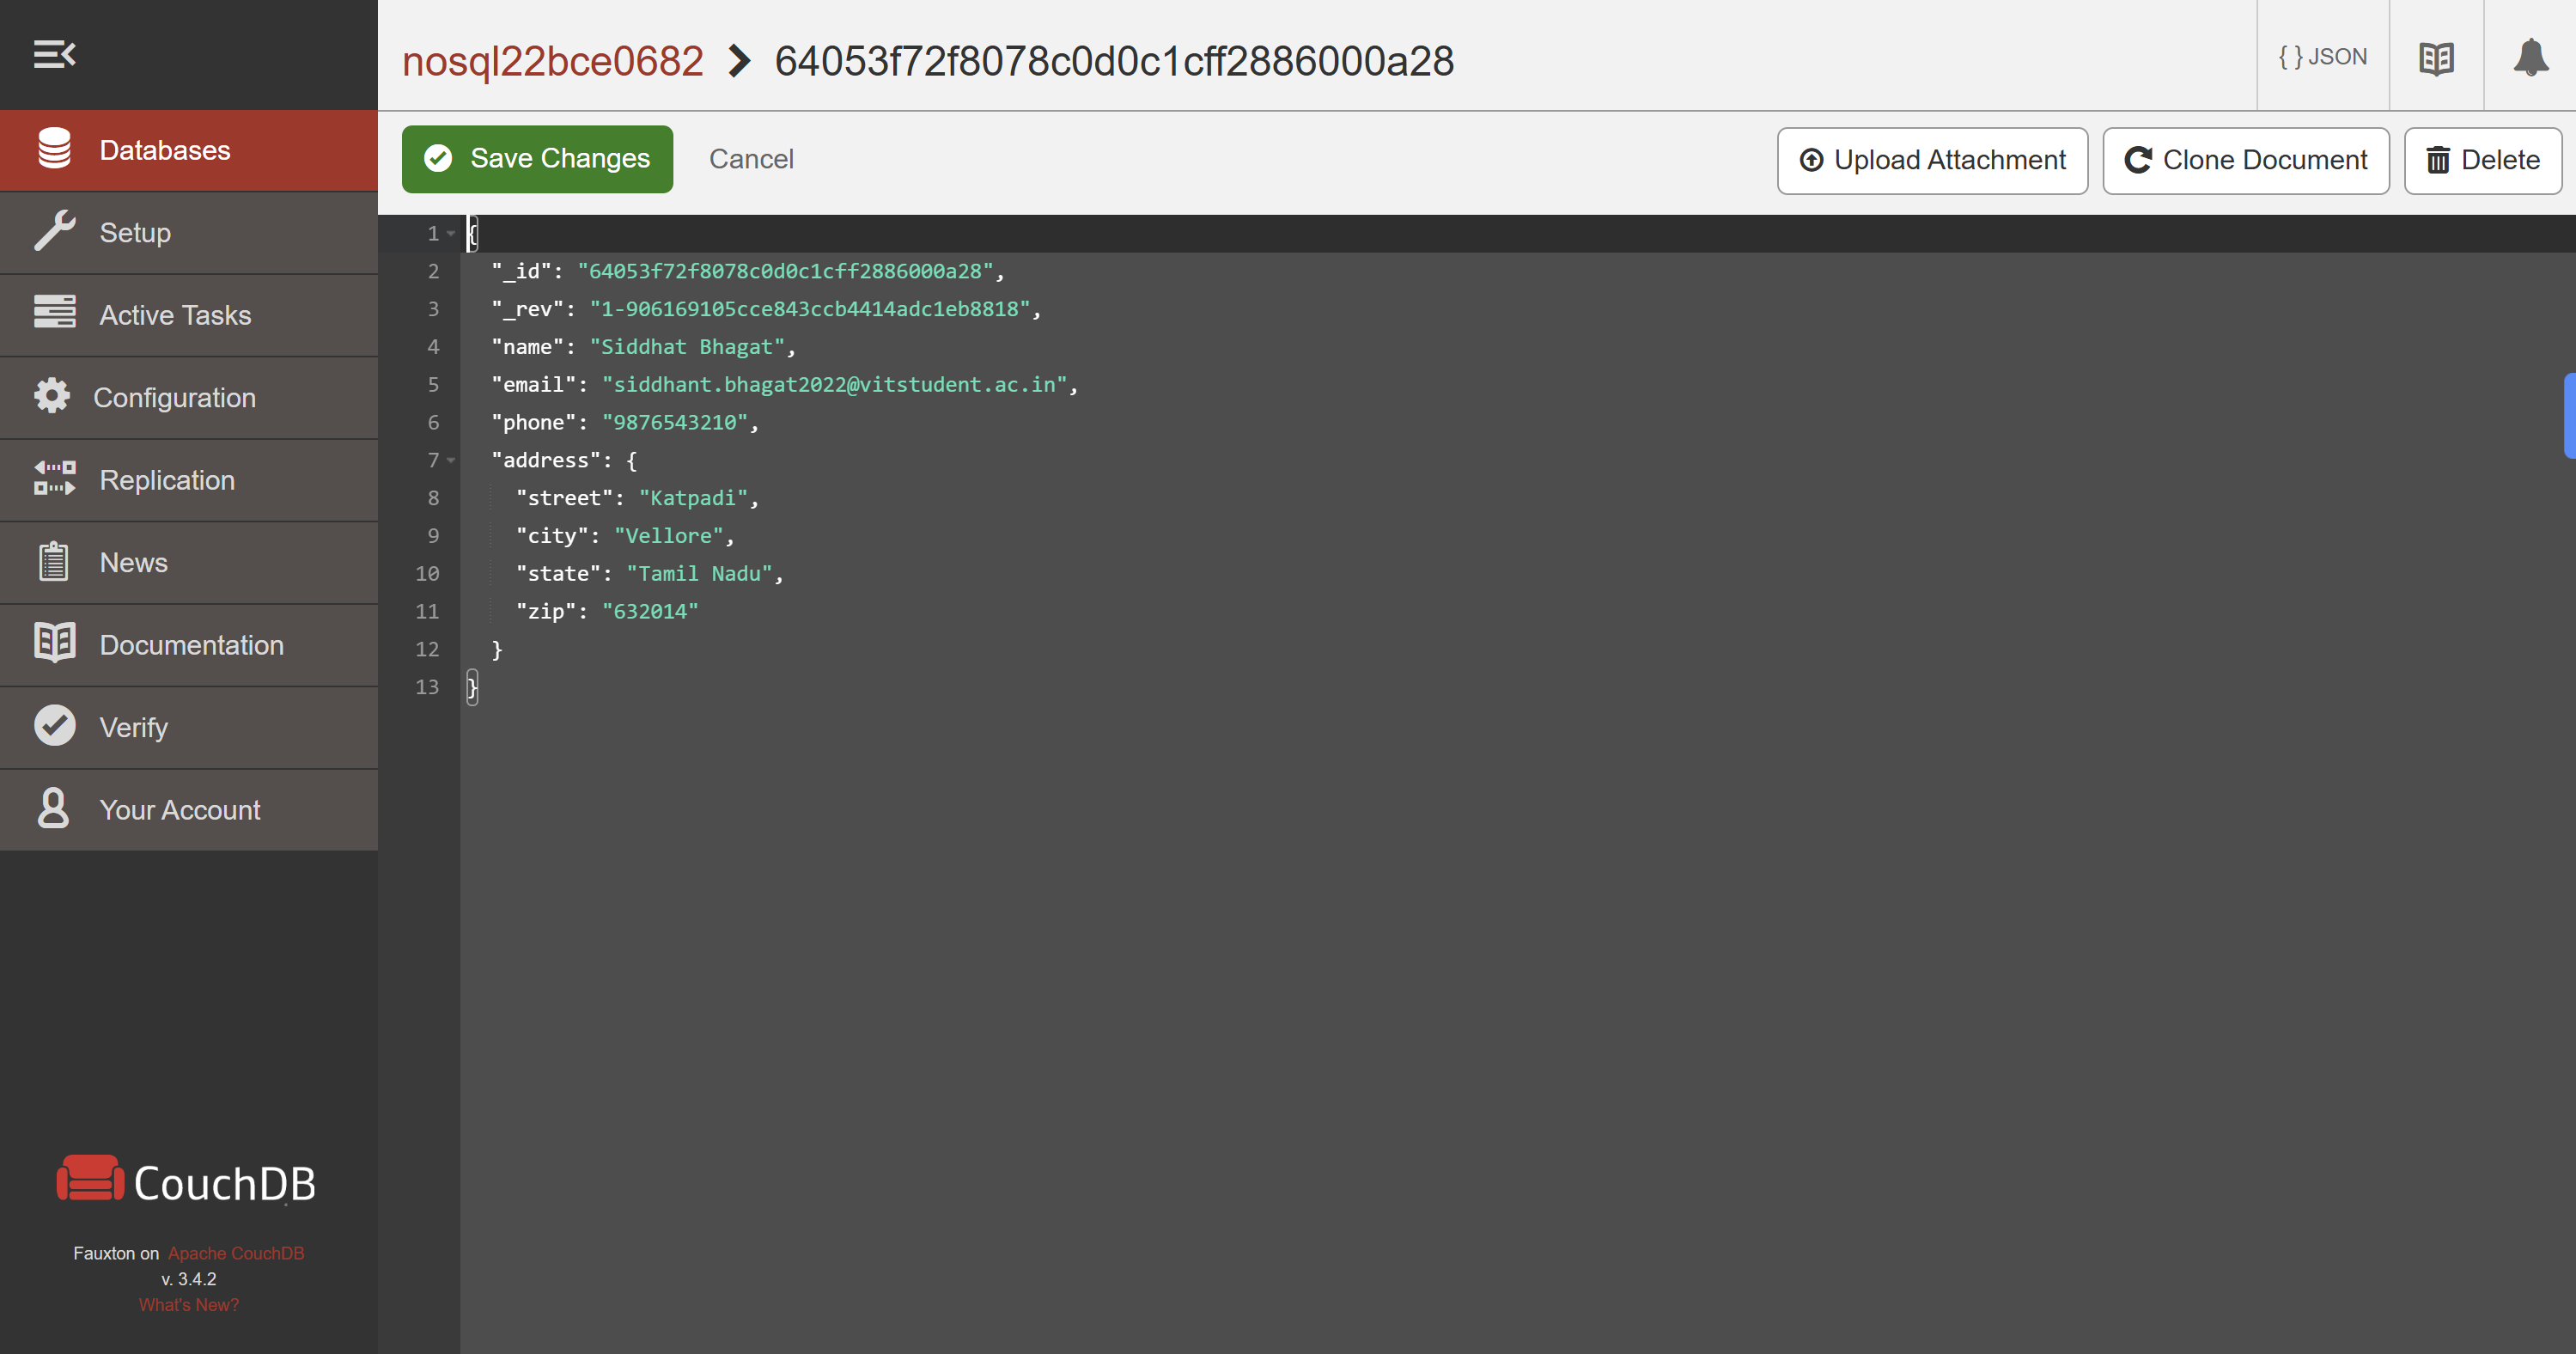 nosql22bce0682 > 64053f72f8078c0d0c1cff2886000a28
{ } JSON
Databases
Setup
Active Tasks
Configuration
Replication
News
Documentation
Verify
Your Account
Save Changes
Cancel
Upload Attachment
Clone Document
Delete
1 {
2 "_id": "64053f72f8078c0d0c1cff2886000a28",
3 "_rev": "1-906169105cce843ccb4414adc1eb8818",
4 "name": "Siddhat Bhagat",
5 "email": "siddhant.bhagat2022@vitstudent.ac.in",
6 "phone": "9876543210",
7 "address": {
8 "street": "Katpadi",
9 "city": "Vellore",
10 "state": "Tamil Nadu",
11 "zip": "632014"
12 }
13 }
CouchDB
Fauxton on Apache CouchDB
v. 3.4.2
What's New?